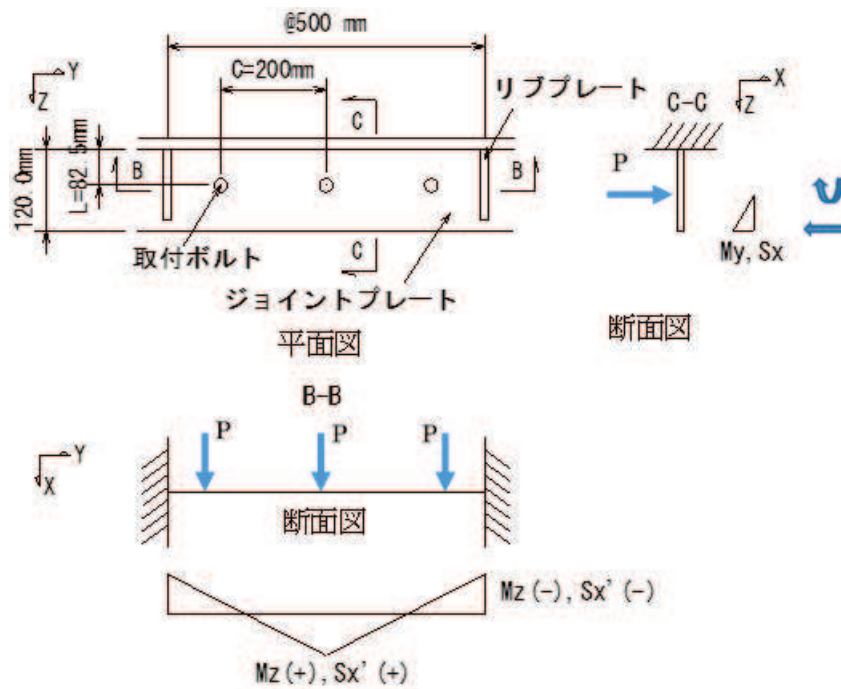 @500 mm
C=200mm
Y
Z
C
リブプレート
C-C
X
Z
120.0mm
L=82.5mm
B
B
P
取付ボルト
C
ジョイントプレート
My, Sx
平面図
断面図
B-B
Y
X
P
P
P
断面図
Mz(-), Sx'(-)
Mz(+), Sx'(+)